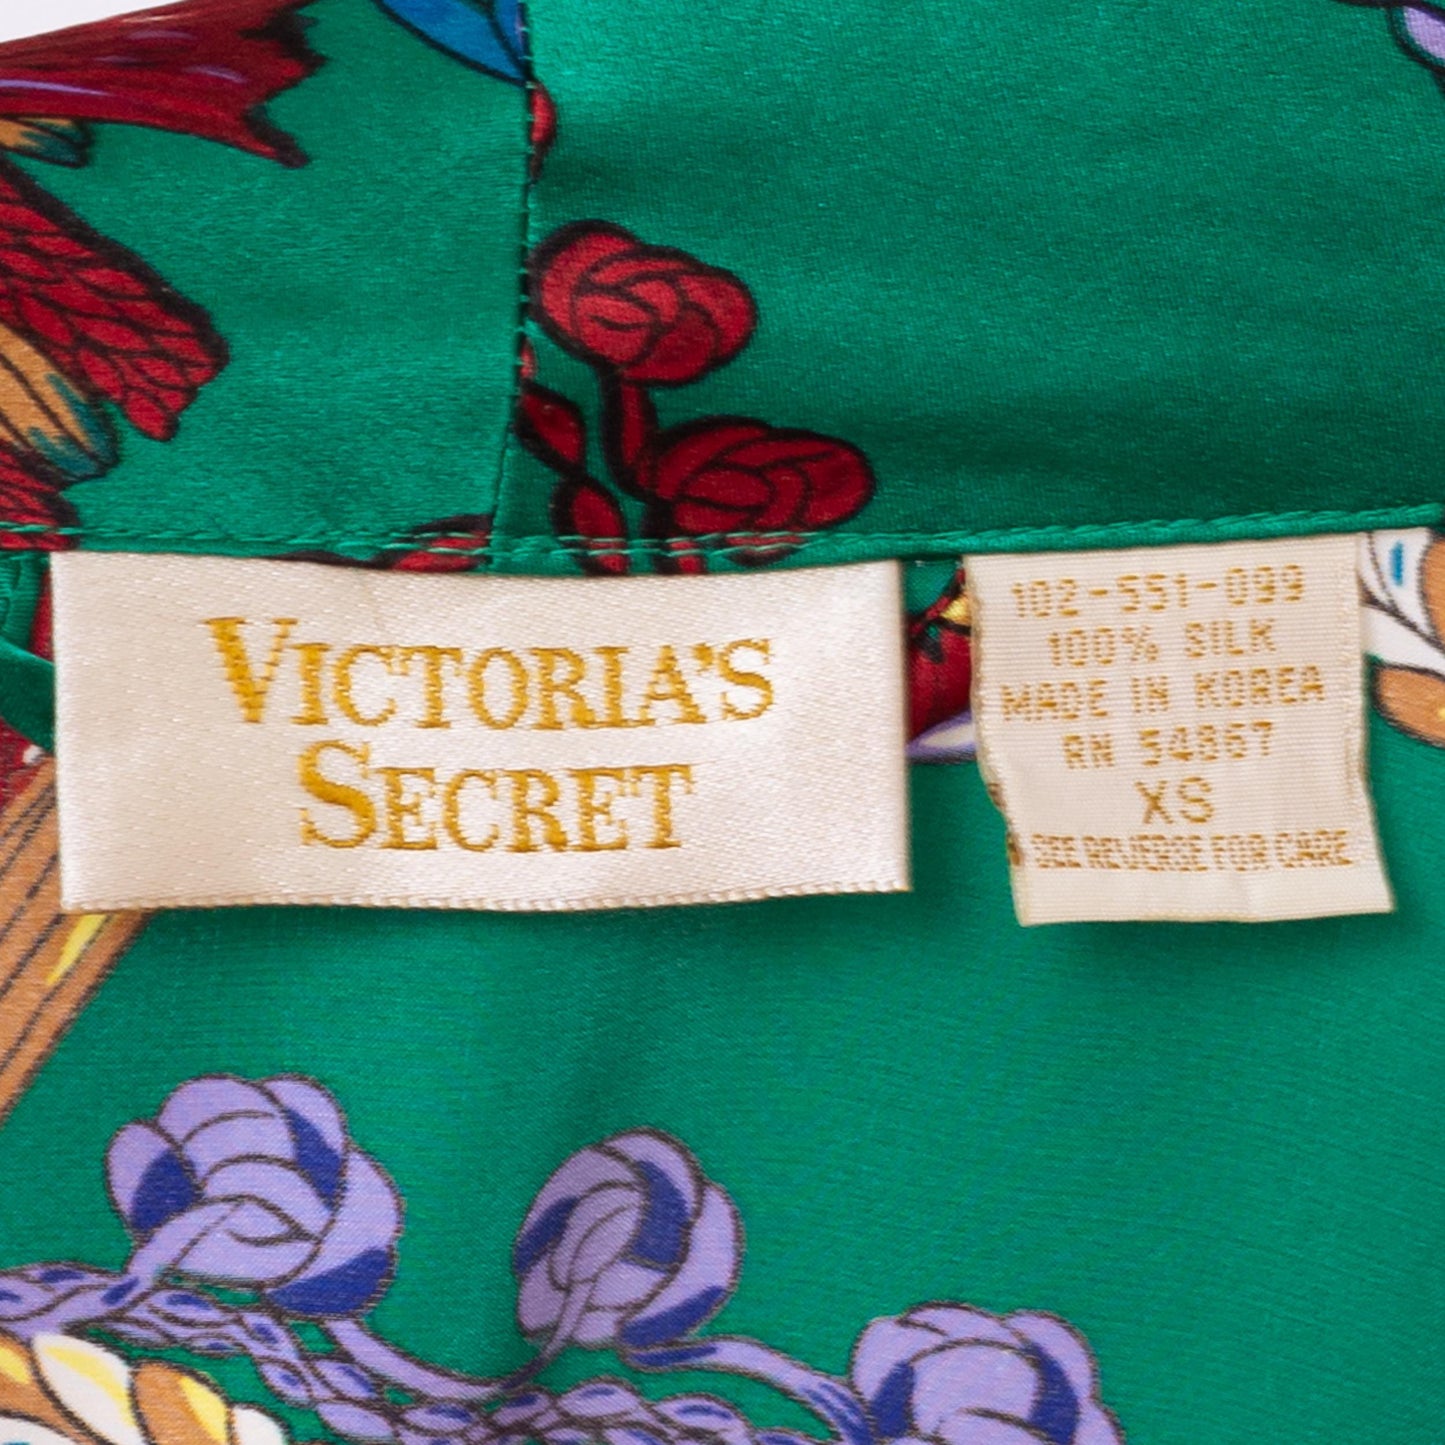 VICTORIA'S
SECRET
102-551-099
100% SILK
MADE IN KOREA
RN 54867
XS
SEE REVERSE FOR CARE